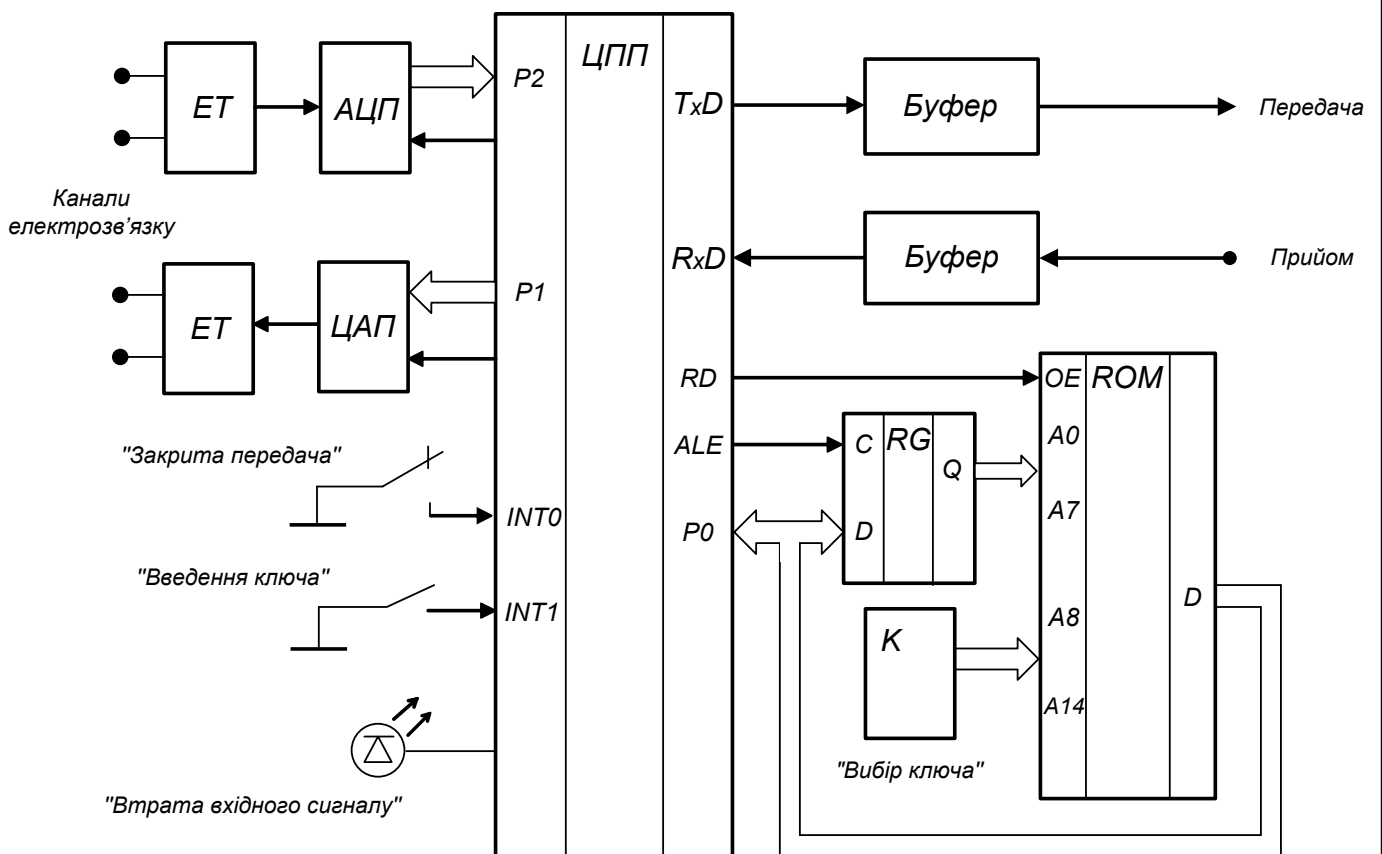 ЕТ
АЦП
Канали
електрозв'язку
ЕТ
ЦАП
"Закрита передача"
"Введення ключа"
"Втрата вхідного сигналу"
P2
P1
INT0
INT1
ЦПП
TxD
RxD
RD
ALE
P0
Буфер
Передача
Буфер
Прийом
C
D
RG
Q
K
"Вибір ключа"
OE
A0
A7
A8
A14
ROM
D